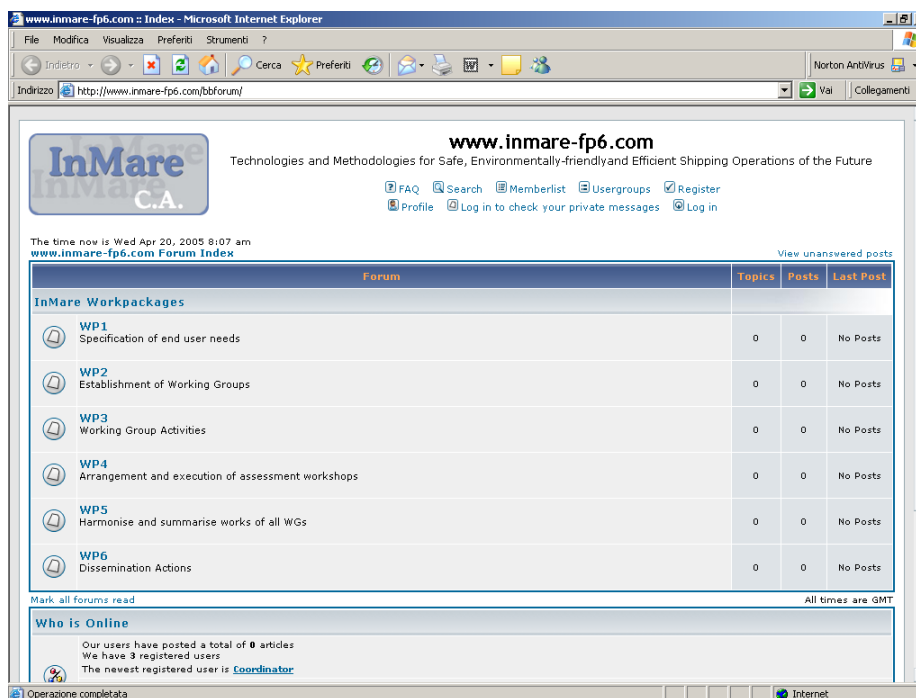 www.inmare-fp6.com :: Index - Microsoft Internet Explorer
File Modifica Visualizza Preferiti Strumenti ?
Indietro Cerca Preferiti Norton AntiVirus
Indirizzo http://www.inmare-fp6.com/bbforum/ Vai Collegamenti
InMare
C.A.
www.inmare-fp6.com
Technologies and Methodologies for Safe, Environmentally-friendlyand Efficient Shipping Operations of the Future
FAQ Search Memberlist Usergroups Register
Profile Log in to check your private messages Log in
The time now is Wed Apr 20, 2005 8:07 am
www.inmare-fp6.com Forum Index View unanswered posts
Forum Topics Posts Last Post
InMare Workpackages
WP1
Specification of end user needs 0 0 No Posts
WP2
Establishment of Working Groups 0 0 No Posts
WP3
Working Group Activities 0 0 No Posts
WP4
Arrangement and execution of assessment workshops 0 0 No Posts
WP5
Harmonise and summarise works of all WGs 0 0 No Posts
WP6
Dissemination Actions 0 0 No Posts
Mark all forums read All times are GMT
Who is Online
Our users have posted a total of 0 articles
We have 3 registered users
The newest registered user is Coordinator
Operazione completata Internet